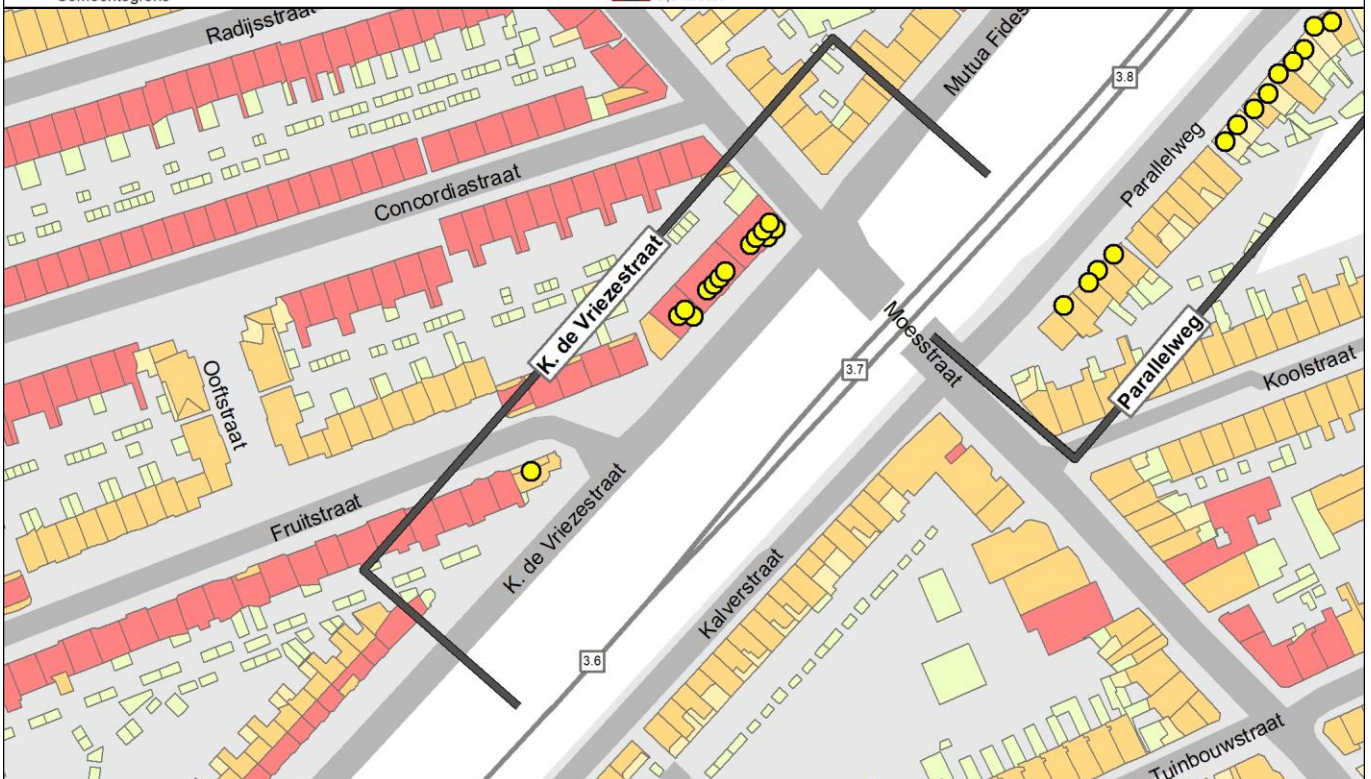 Gemeentegrens
Radijsstraat
Mutua Fides
3.8
Parallelweg
Concordiastraat
K. de Vriezestraat
Moesstraat
3.7
Parallelweg
Koolstraat
Ooftstraat
Fruitstraat
K. de Vriezestraat
Kalverstraat
3.6
Tuinbouwstraat